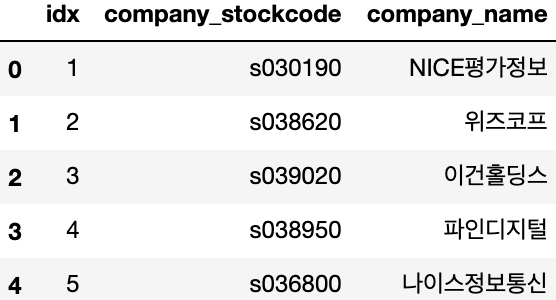 idx company_stockcode company_name
0 1 s030190 NICE평가정보
1 2 s038620 위즈코프
2 3 s039020 이건홀딩스
3 4 s038950 파인디지털
4 5 s036800 나이스정보통신